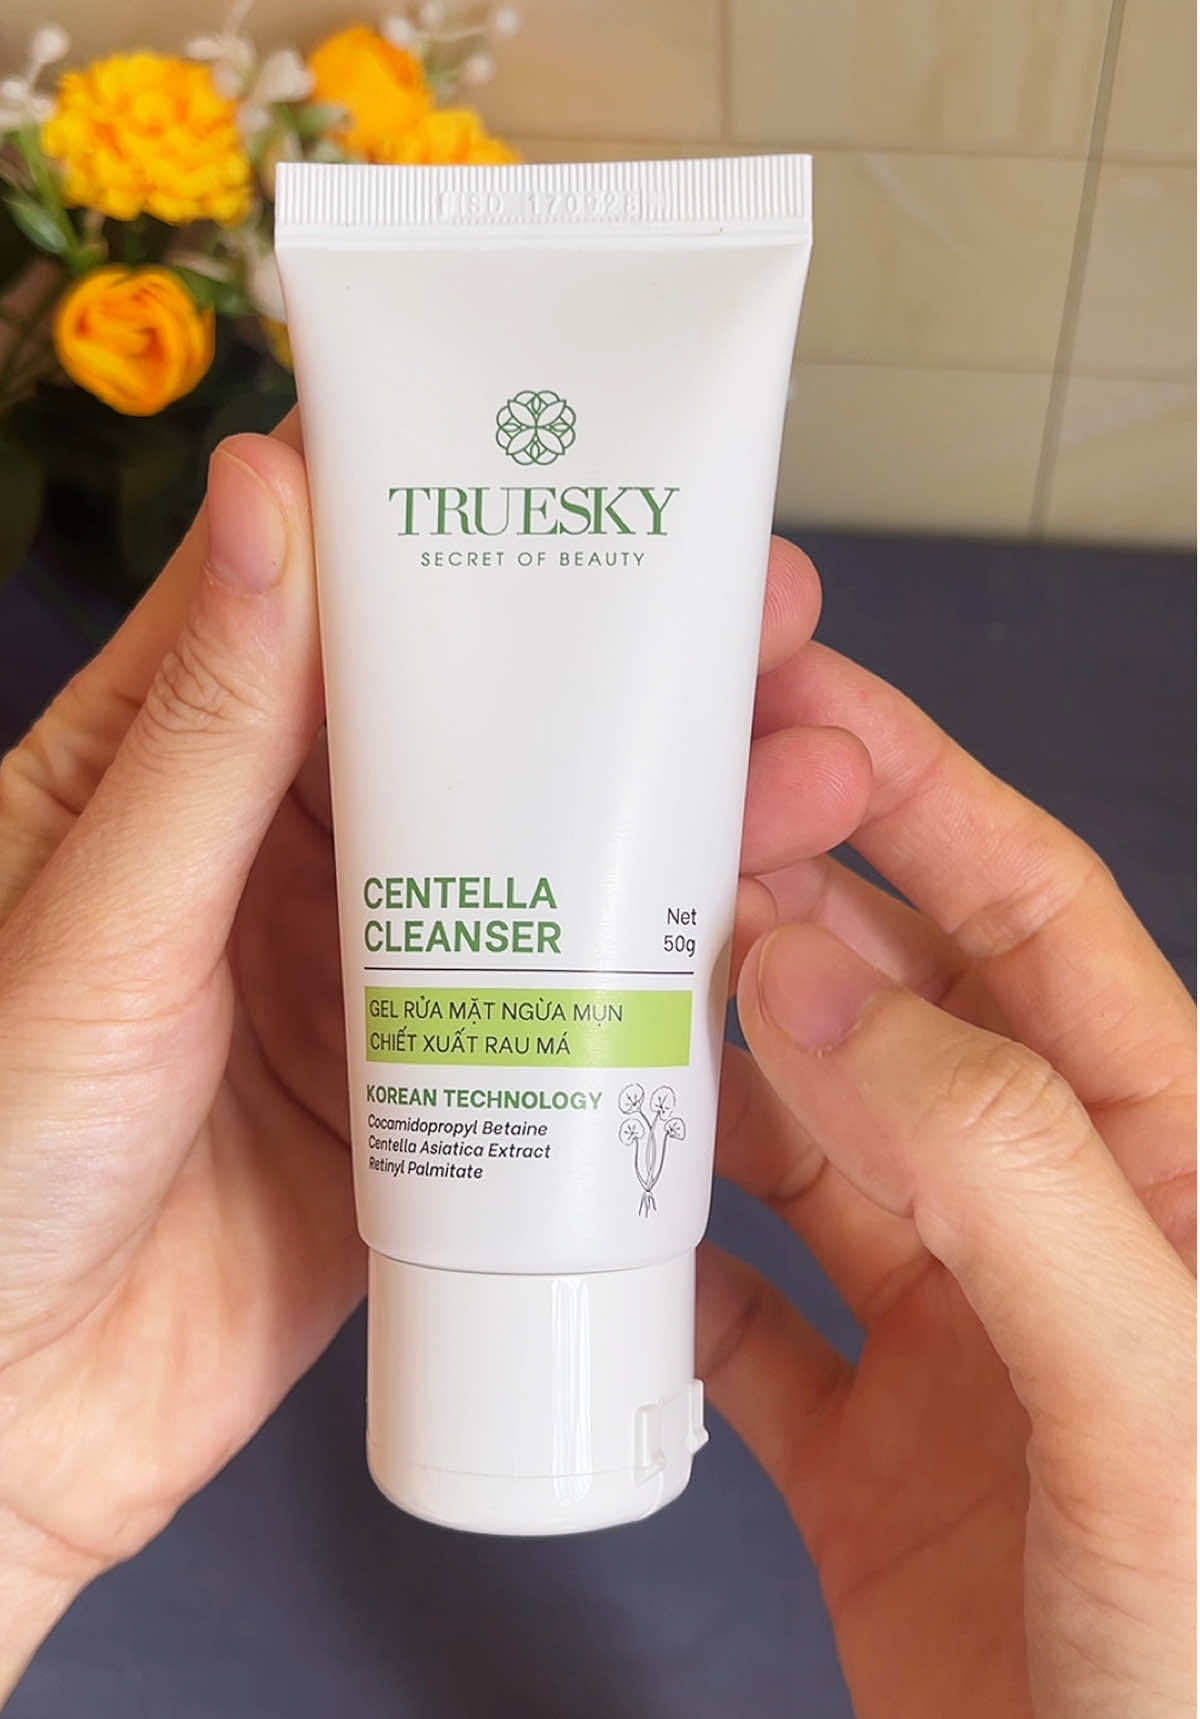 HSD 170928
TRUESKY
SECRET OF BEAUTY
CENTELLA
CLEANSER
Net
50g
GEL RỬA MẶT NGỪA MỤN
CHIẾT XUẤT RAU MÁ
KOREAN TECHNOLOGY
Cocamidopropyl Betaine
Centella Asiatica Extract
Retinyl Palmitate